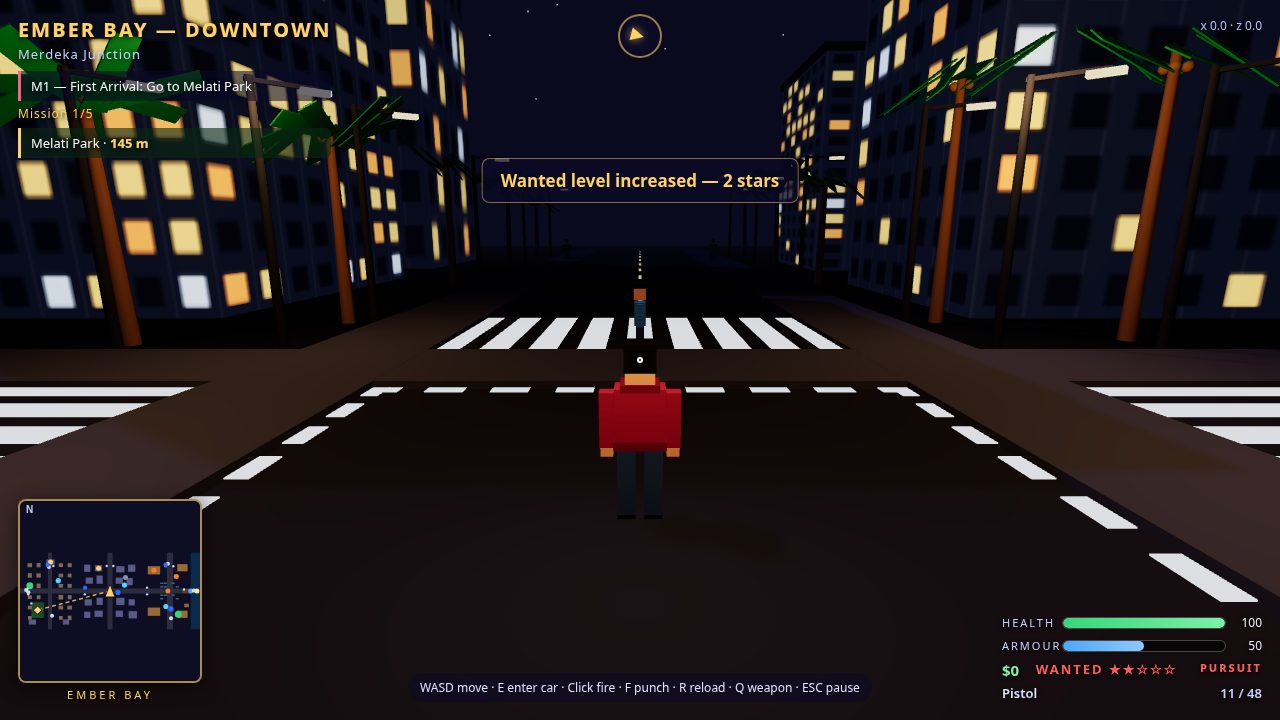 EMBER BAY — DOWNTOWN
x 0.0 · z 0.0
Merdeka Junction
M1 — First Arrival: Go to Melati Park
Mission 1/5
Melati Park · 145 m
Wanted level increased — 2 stars
N
EMBER BAY
WASD move · E enter car · Click fire · F punch · R reload · Q weapon · ESC pause
HEALTH 100
ARMOUR 50
$0 WANTED ★★☆☆☆ PURSUIT
Pistol 11 / 48